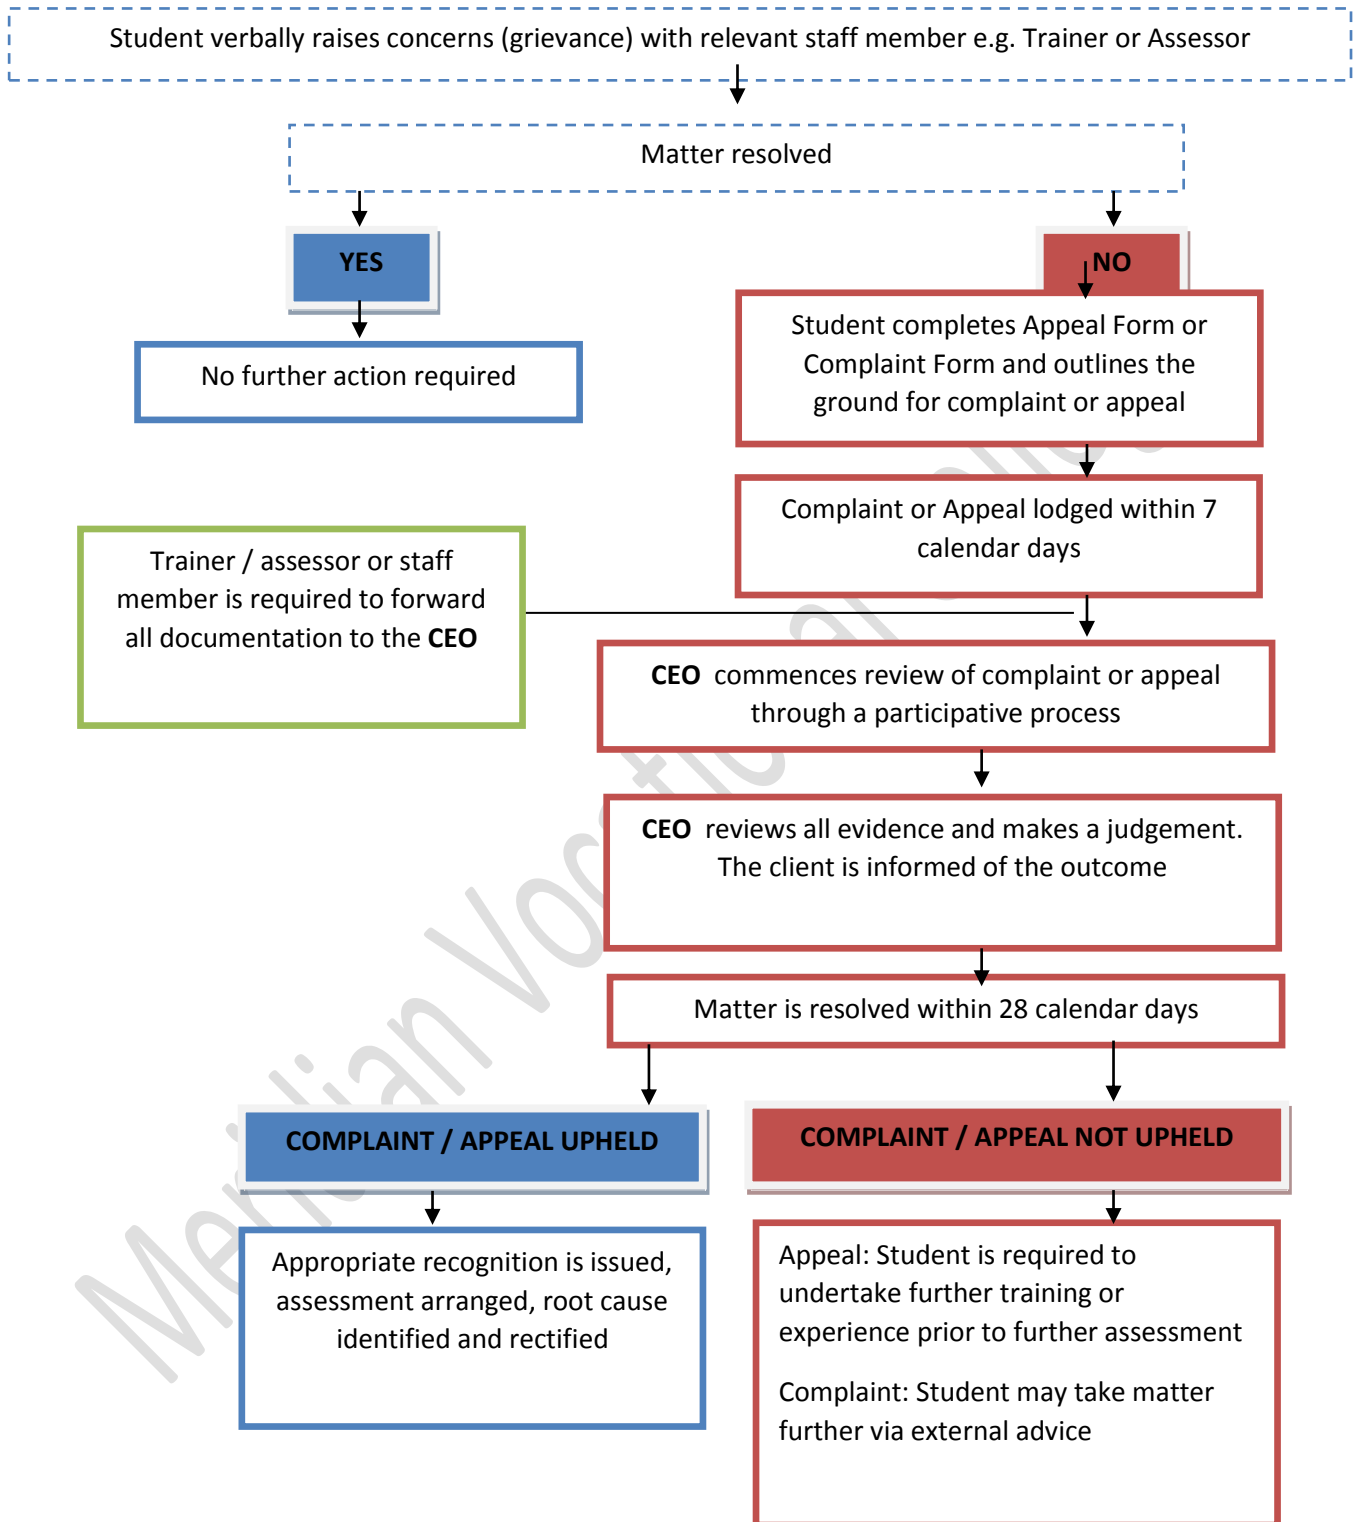 Student verbally raises concerns (grievance) with relevant staff member e.g. Trainer or Assessor
Matter resolved
YES
NO
No further action required
Student completes Appeal Form or
Complaint Form and outlines the
ground for complaint or appeal
Complaint or Appeal lodged within 7
calendar days
Trainer / assessor or staff
member is required to forward
all documentation to the CEO
CEO commences review of complaint or appeal
through a participative process
CEO reviews all evidence and makes a judgement.
The client is informed of the outcome
Matter is resolved within 28 calendar days
COMPLAINT / APPEAL UPHELD
COMPLAINT / APPEAL NOT UPHELD
Appropriate recognition is issued,
assessment arranged, root cause
identified and rectified
Appeal: Student is required to
undertake further training or
experience prior to further assessment
Complaint: Student may take matter
further via external advice
Meridian